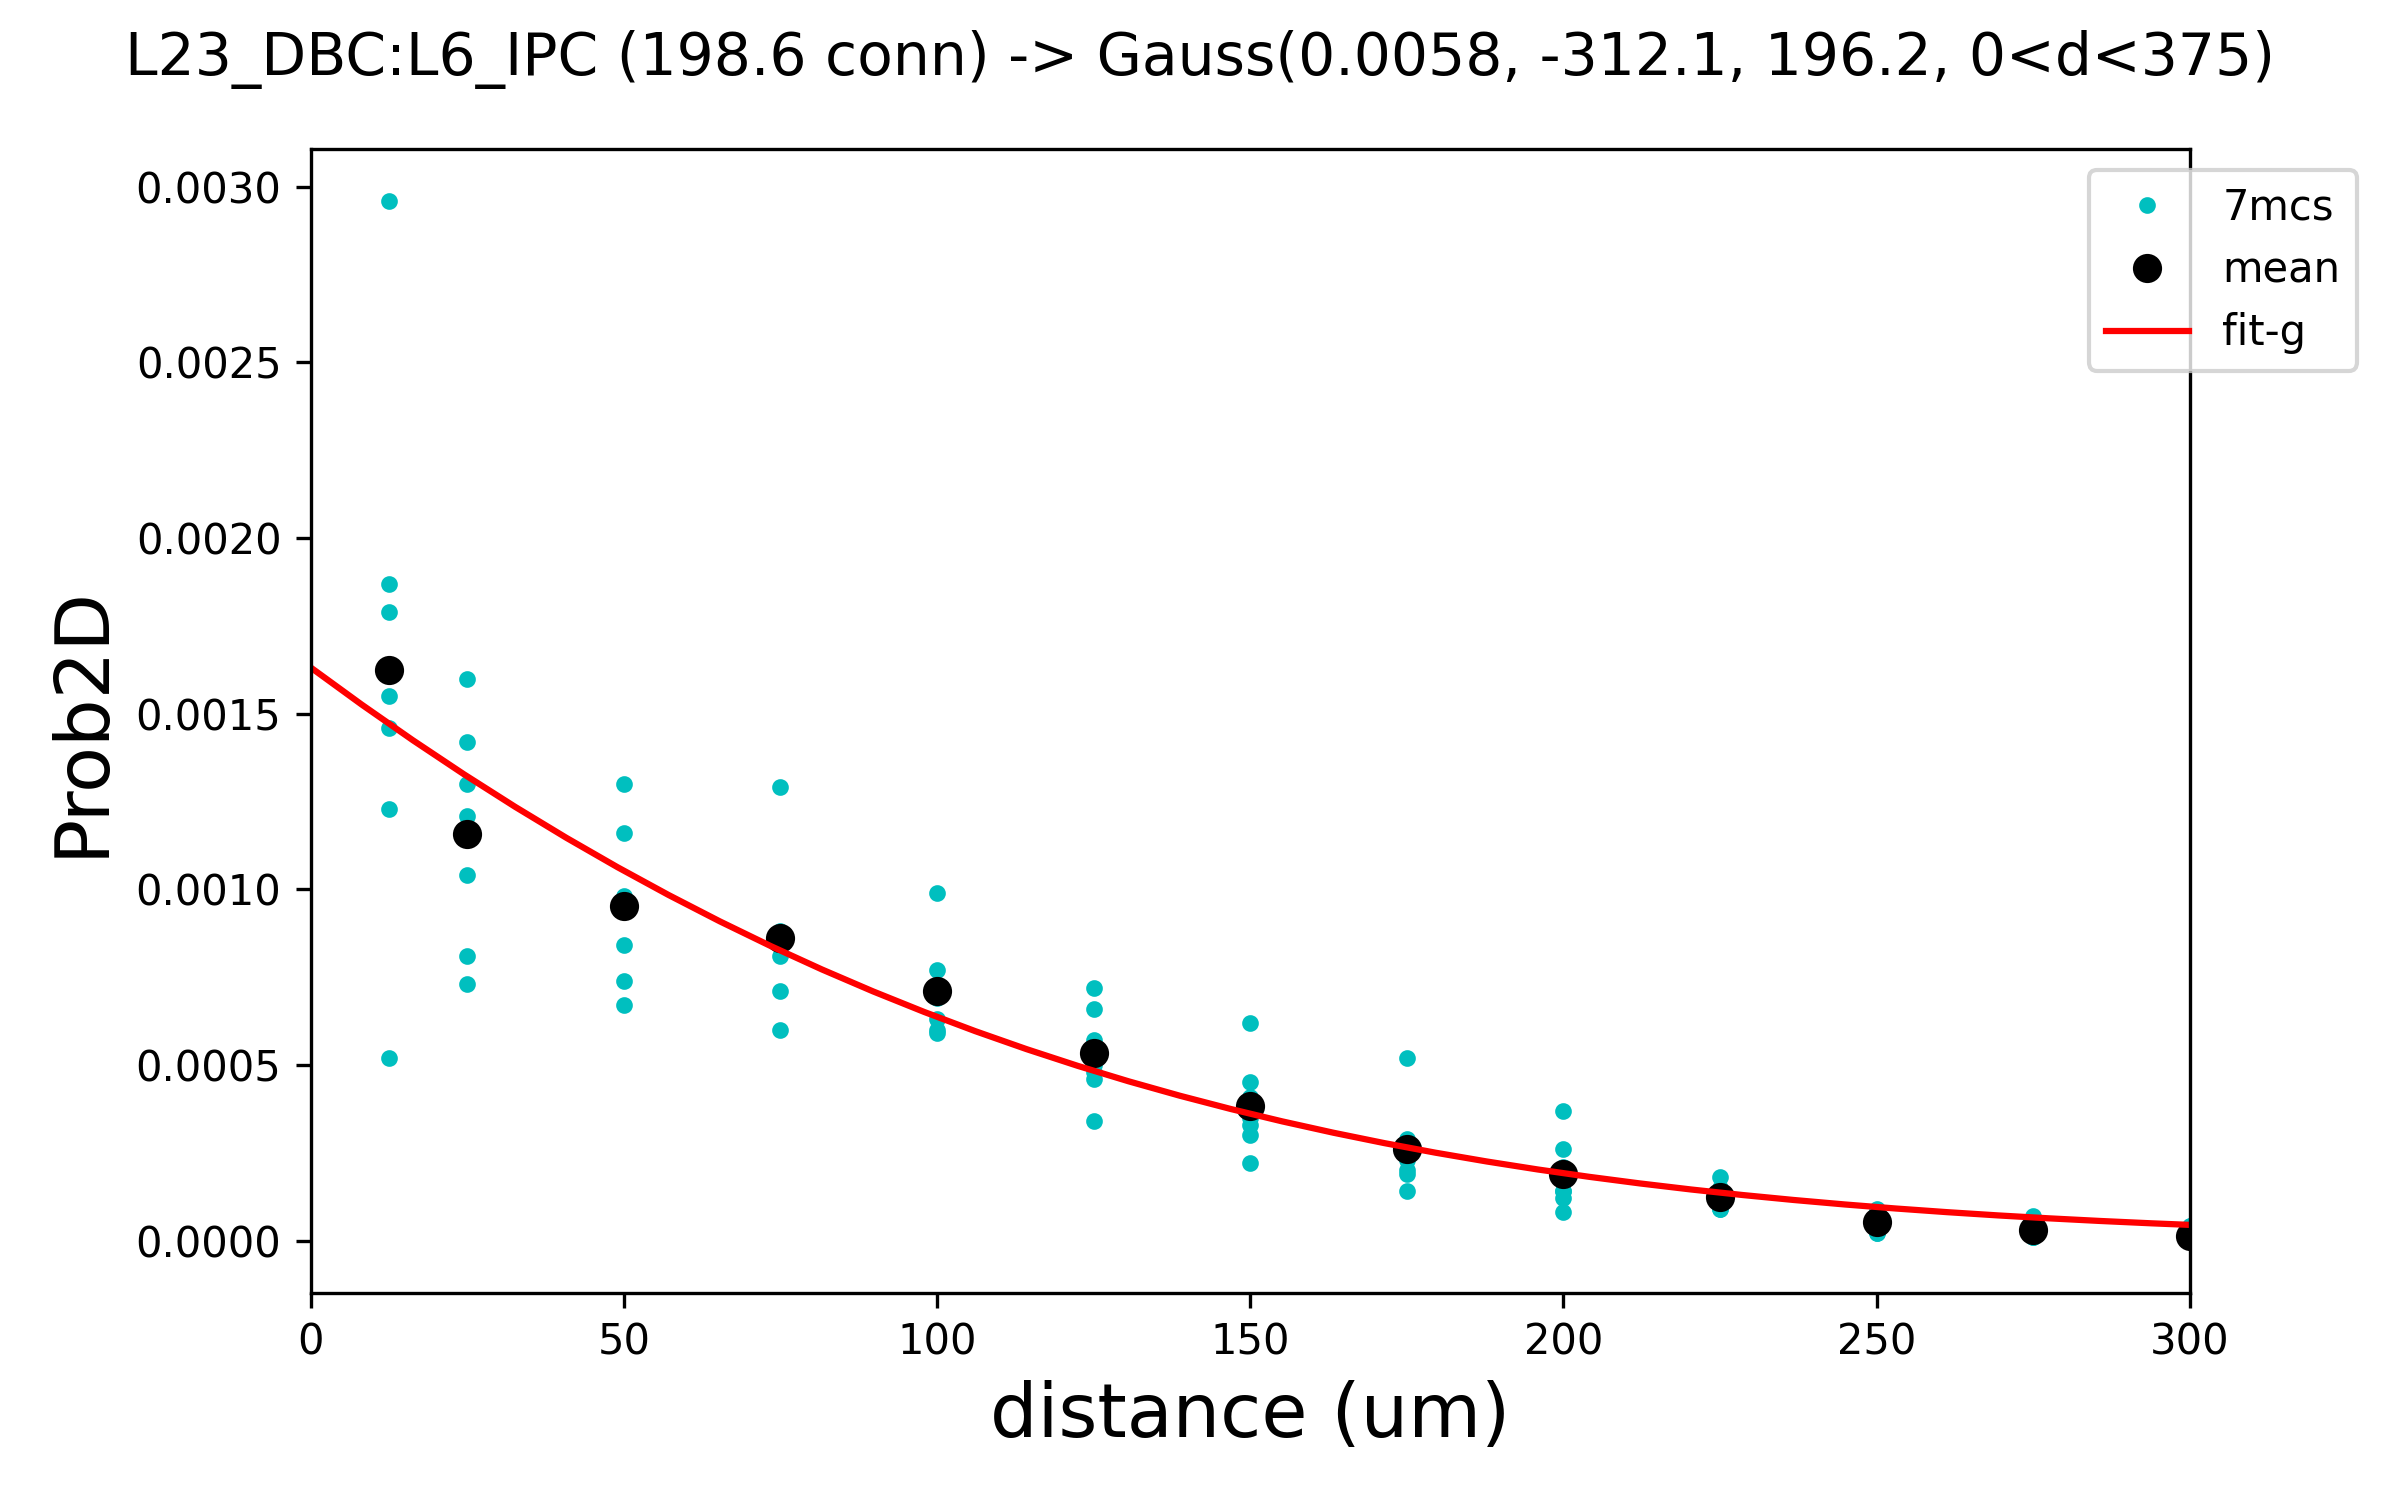 L23_DBC:L6_IPC (198.6 conn) -> Gauss(0.0058, -312.1, 196.2, 0<d<375)
7mcs
mean
fit-g
Prob2D
0.0030
0.0025
0.0020
0.0015
0.0010
0.0005
0.0000
0 50 100 150 200 250 300
distance (um)